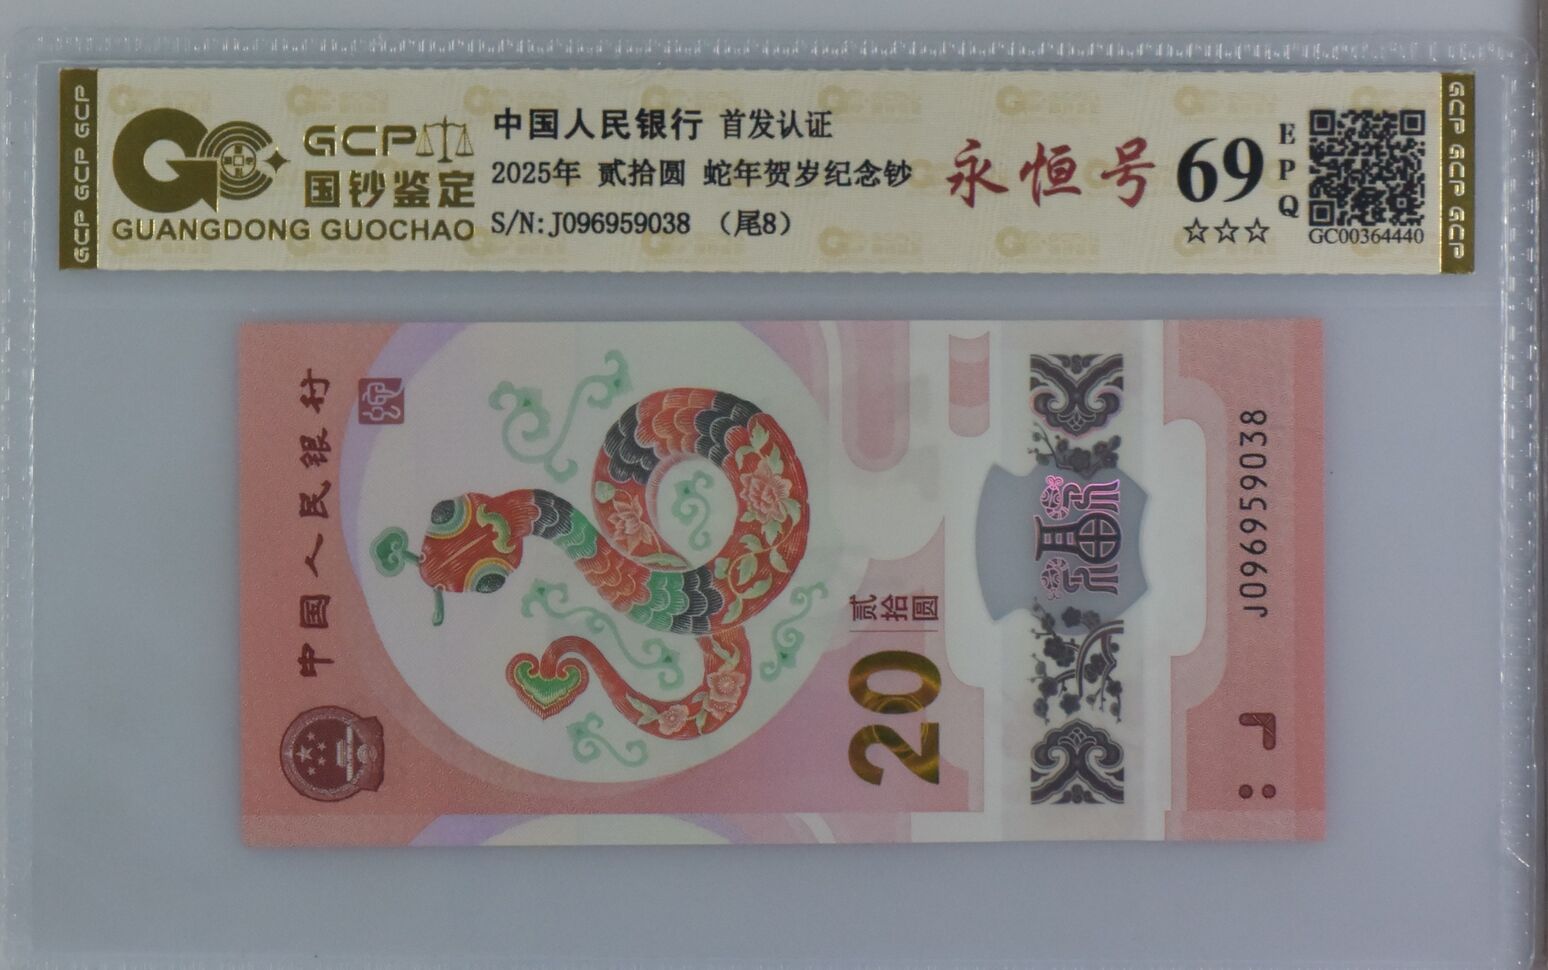 GCP GCP GCP
GCP
国钞鉴定
GUANGDONG GUOCHAO
中国人民银行 首发认证
2025年 贰拾圆 蛇年贺岁纪念钞
S/N:J096959038 （尾8）
永恒号
69
EPQ
☆☆☆
GC00364440
GCP GCP GCP
中国人民银行
贰拾圆
20
福
J096959038